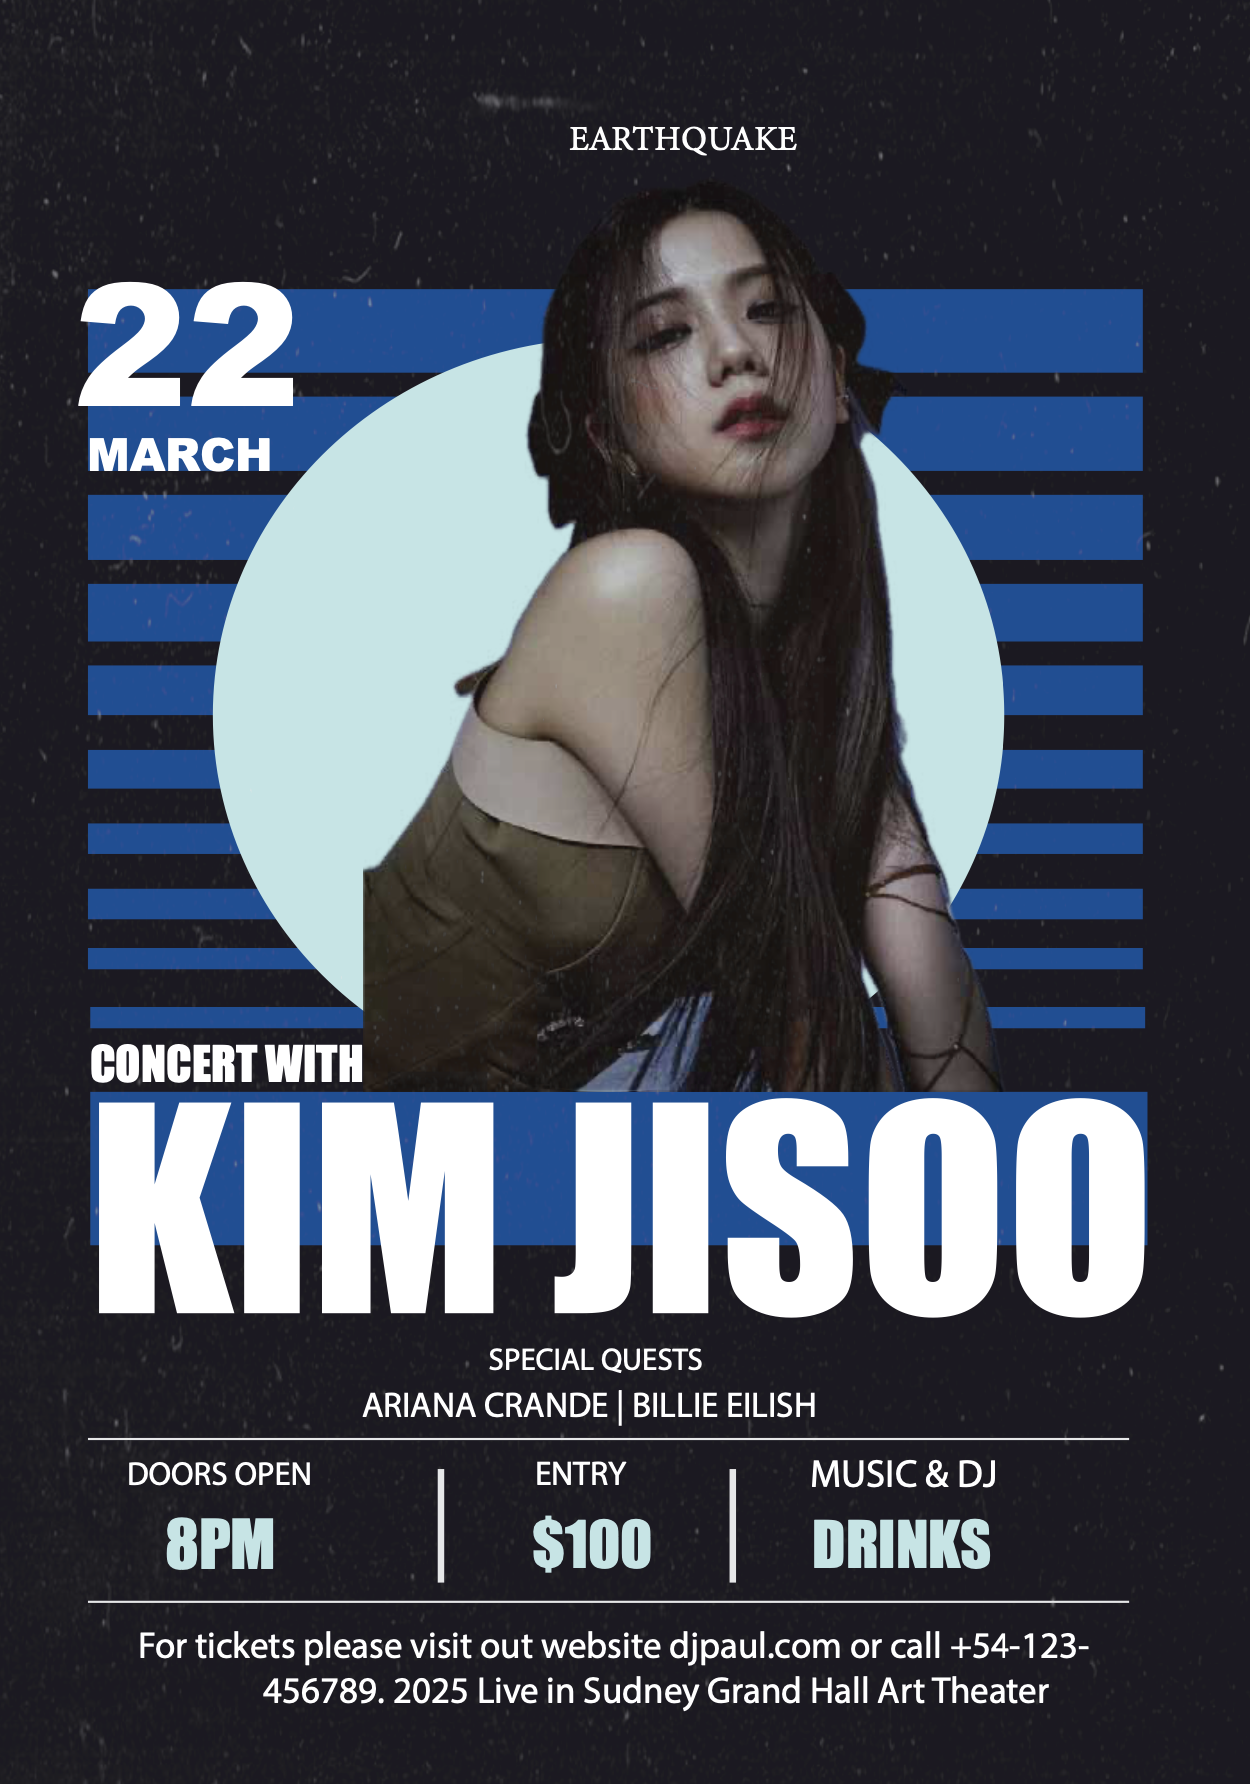 EARTHQUAKE
22
MARCH
CONCERT WITH
KIM JISOO
SPECIAL QUESTS
ARIANA CRANDE | BILLIE EILISH
DOORS OPEN
8PM
ENTRY
$100
MUSIC & DJ
DRINKS
For tickets please visit out website djpaul.com or call +54-123-
456789. 2025 Live in Sudney Grand Hall Art Theater